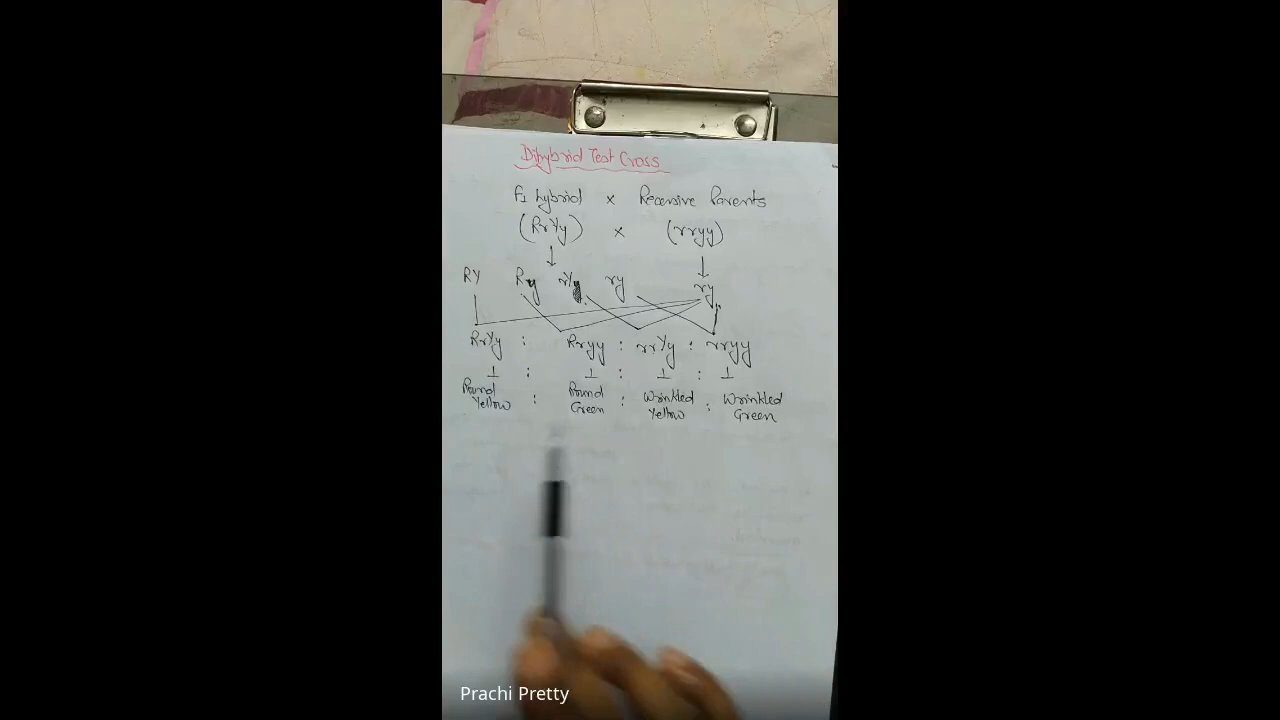 Dihybrid Test Cross
F1 hybrid × Recessive Parents
(RrYy) × (rryy)
RY Ry rY ry ry
RrYy : Rryy : rrYy : rryy
1 : 1 : 1 : 1
Round Yellow : Round Green : Wrinkled Yellow : Wrinkled Green
Prachi Pretty